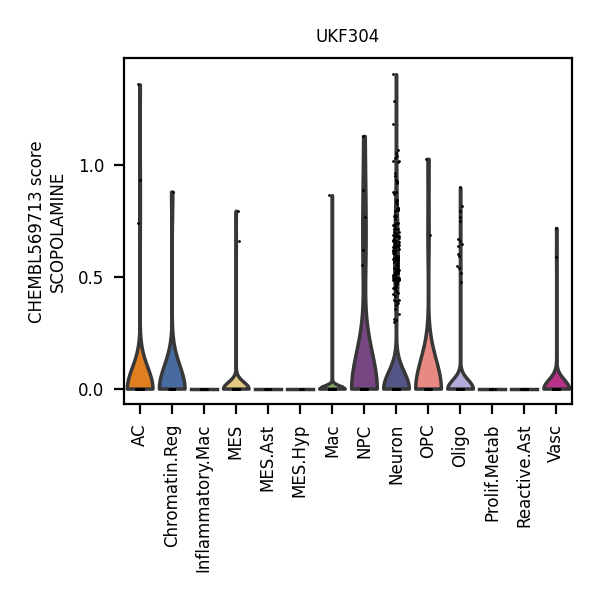 UKF304
CHEMBL569713 score
SCOPOLAMINE
1.0
0.5
0.0
AC
Chromatin.Reg
Inflammatory.Mac
MES
MES.Ast
MES.Hyp
Mac
NPC
Neuron
OPC
Oligo
Prolif.Metab
Reactive.Ast
Vasc